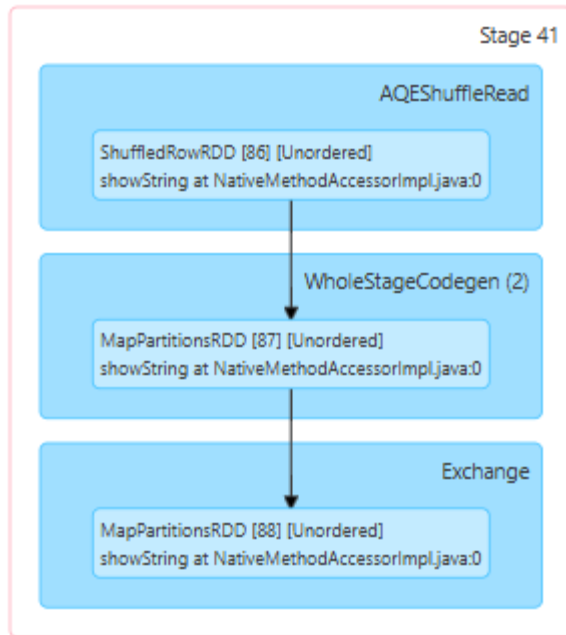 Stage 41
AQEShuffleRead
ShuffledRowRDD [86] [Unordered]
showString at NativeMethodAccessorImpl.java:0
WholeStageCodegen (2)
MapPartitionsRDD [87] [Unordered]
showString at NativeMethodAccessorImpl.java:0
Exchange
MapPartitionsRDD [88] [Unordered]
showString at NativeMethodAccessorImpl.java:0